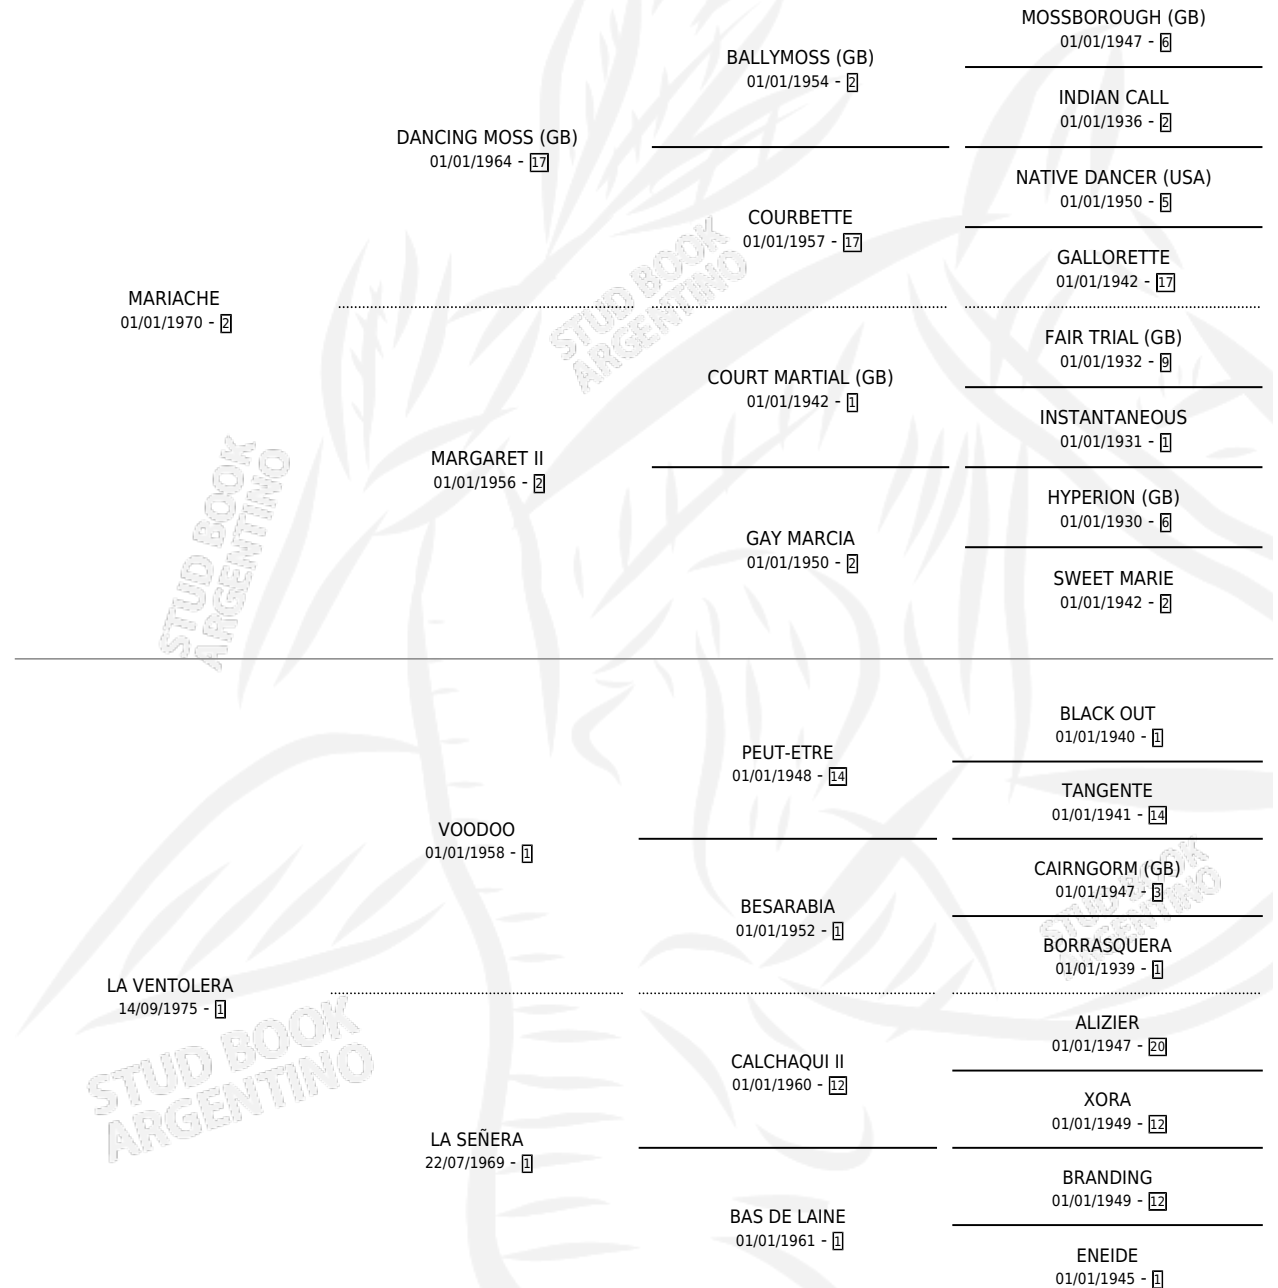 MOSSBOROUGH (GB)
01/01/1947 - 6
BALLYMOSS (GB)
01/01/1954 - 2
INDIAN CALL
01/01/1936 - 2
DANCING MOSS (GB)
01/01/1964 - 17
NATIVE DANCER (USA)
01/01/1950 - 5
COURBETTE
01/01/1957 - 17
GALLORETTE
01/01/1942 - 17
MARIACHE
01/01/1970 - 2
FAIR TRIAL (GB)
01/01/1932 - 9
COURT MARTIAL (GB)
01/01/1942 - 1
INSTANTANEOUS
01/01/1931 - 1
MARGARET II
01/01/1956 - 2
HYPERION (GB)
01/01/1930 - 6
GAY MARCIA
01/01/1950 - 2
SWEET MARIE
01/01/1942 - 2
BLACK OUT
01/01/1940 - 1
PEUT-ETRE
01/01/1948 - 14
TANGENTE
01/01/1941 - 14
VOODOO
01/01/1958 - 1
CAIRNGORM (GB)
01/01/1947 - 3
BESARABIA
01/01/1952 - 1
BORRASQUERA
01/01/1939 - 1
LA VENTOLERA
14/09/1975 - 1
ALIZIER
01/01/1947 - 20
CALCHAQUI II
01/01/1960 - 12
XORA
01/01/1949 - 12
LA SEÑERA
22/07/1969 - 1
BRANDING
01/01/1949 - 12
BAS DE LAINE
01/01/1961 - 1
ENEIDE
01/01/1945 - 1
STUD BOOK
ARGENTINO
STUD BOOK
ARGENTINO
STUD BOOK
ARGENTINO
STUD BOOK
ARGENTINO